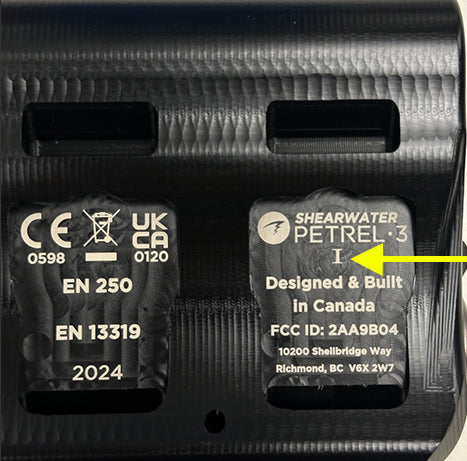 CE
0598
UK
CA
0120
EN 250
EN 13319
2024
SHEARWATER
PETREL·3
I
Designed & Built
in Canada
FCC ID: 2AA9B04
10200 Shellbridge Way
Richmond, BC V6X 2W7